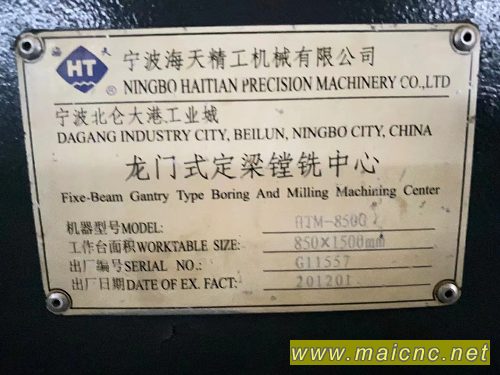 海 天
HT
®
宁波海天精工机械有限公司
NINGBO HAITIAN PRECISION MACHINERY CO.,LTD
宁波北仑大港工业城
DAGANG INDUSTRY CITY, BEILUN, NINGBO CITY, CHINA
龙门式定梁镗铣中心
Fixe-Beam Gantry Type Boring And Milling Machining Center
机器型号MODEL: HTM-850G
工作台面积WORKTABLE SIZE: 850×1500mm
出厂编号SERIAL NO.: G11557
出厂日期DATE OF EX. FACT: 201201
www.maicnc.net